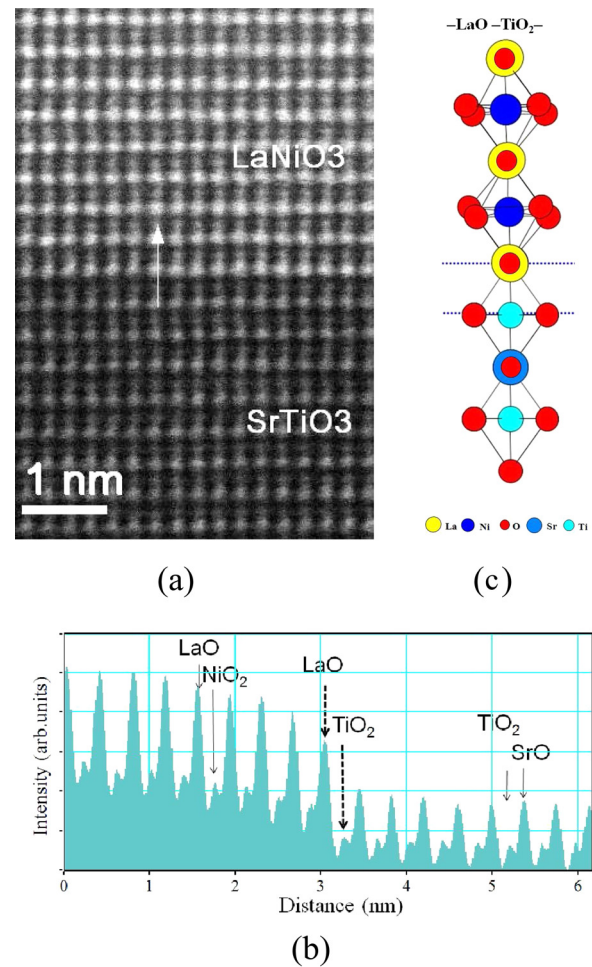 LaNiO3
SrTiO3
1 nm
(a)
–LaO –TiO₂–
La Ni O Sr Ti
(c)
LaO
NiO₂
LaO
TiO₂
TiO₂
SrO
Intensity (arb.units)
0 1 2 3 4 5 6
Distance (nm)
(b)